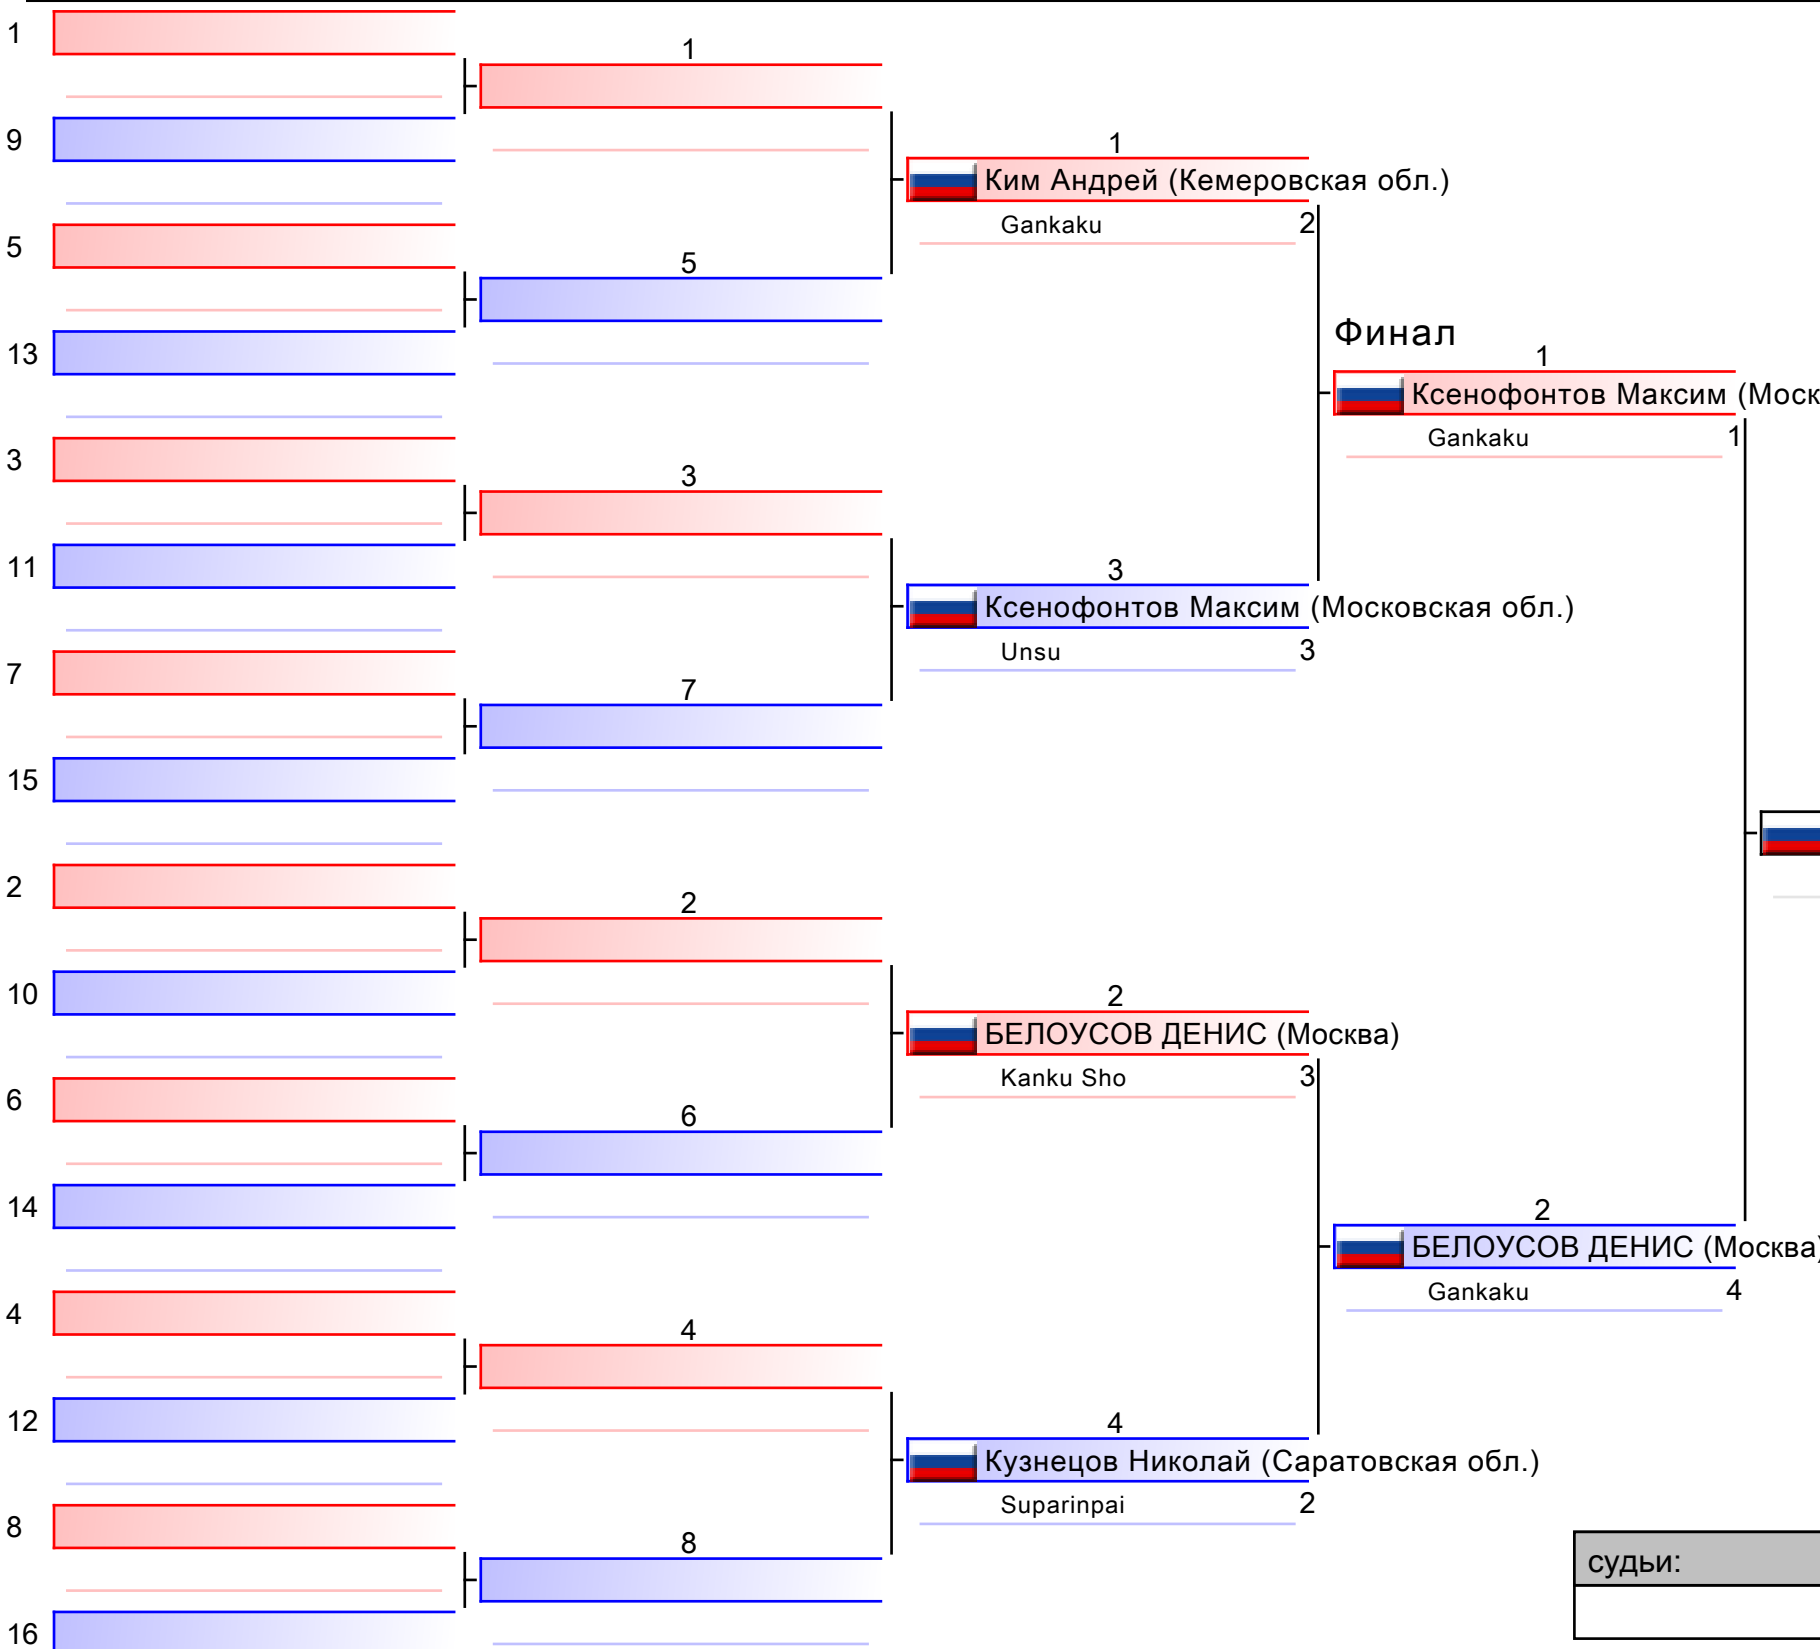 1
1
9
1
Ким Андрей (Кемеровская обл.)
Gankaku 2
5
5
13
Финал
1
Ксенофонтов Максим (Моск
Gankaku 1
3
3
11
3
Ксенофонтов Максим (Московская обл.)
Unsu 3
7
7
15
2
2
10
2
БЕЛОУСОВ ДЕНИС (Москва)
Kanku Sho 3
6
6
14
2
БЕЛОУСОВ ДЕНИС (Москва)
Gankaku 4
4
4
12
4
Кузнецов Николай (Саратовская обл.)
Suparinpai 2
8
8
судьи:
16